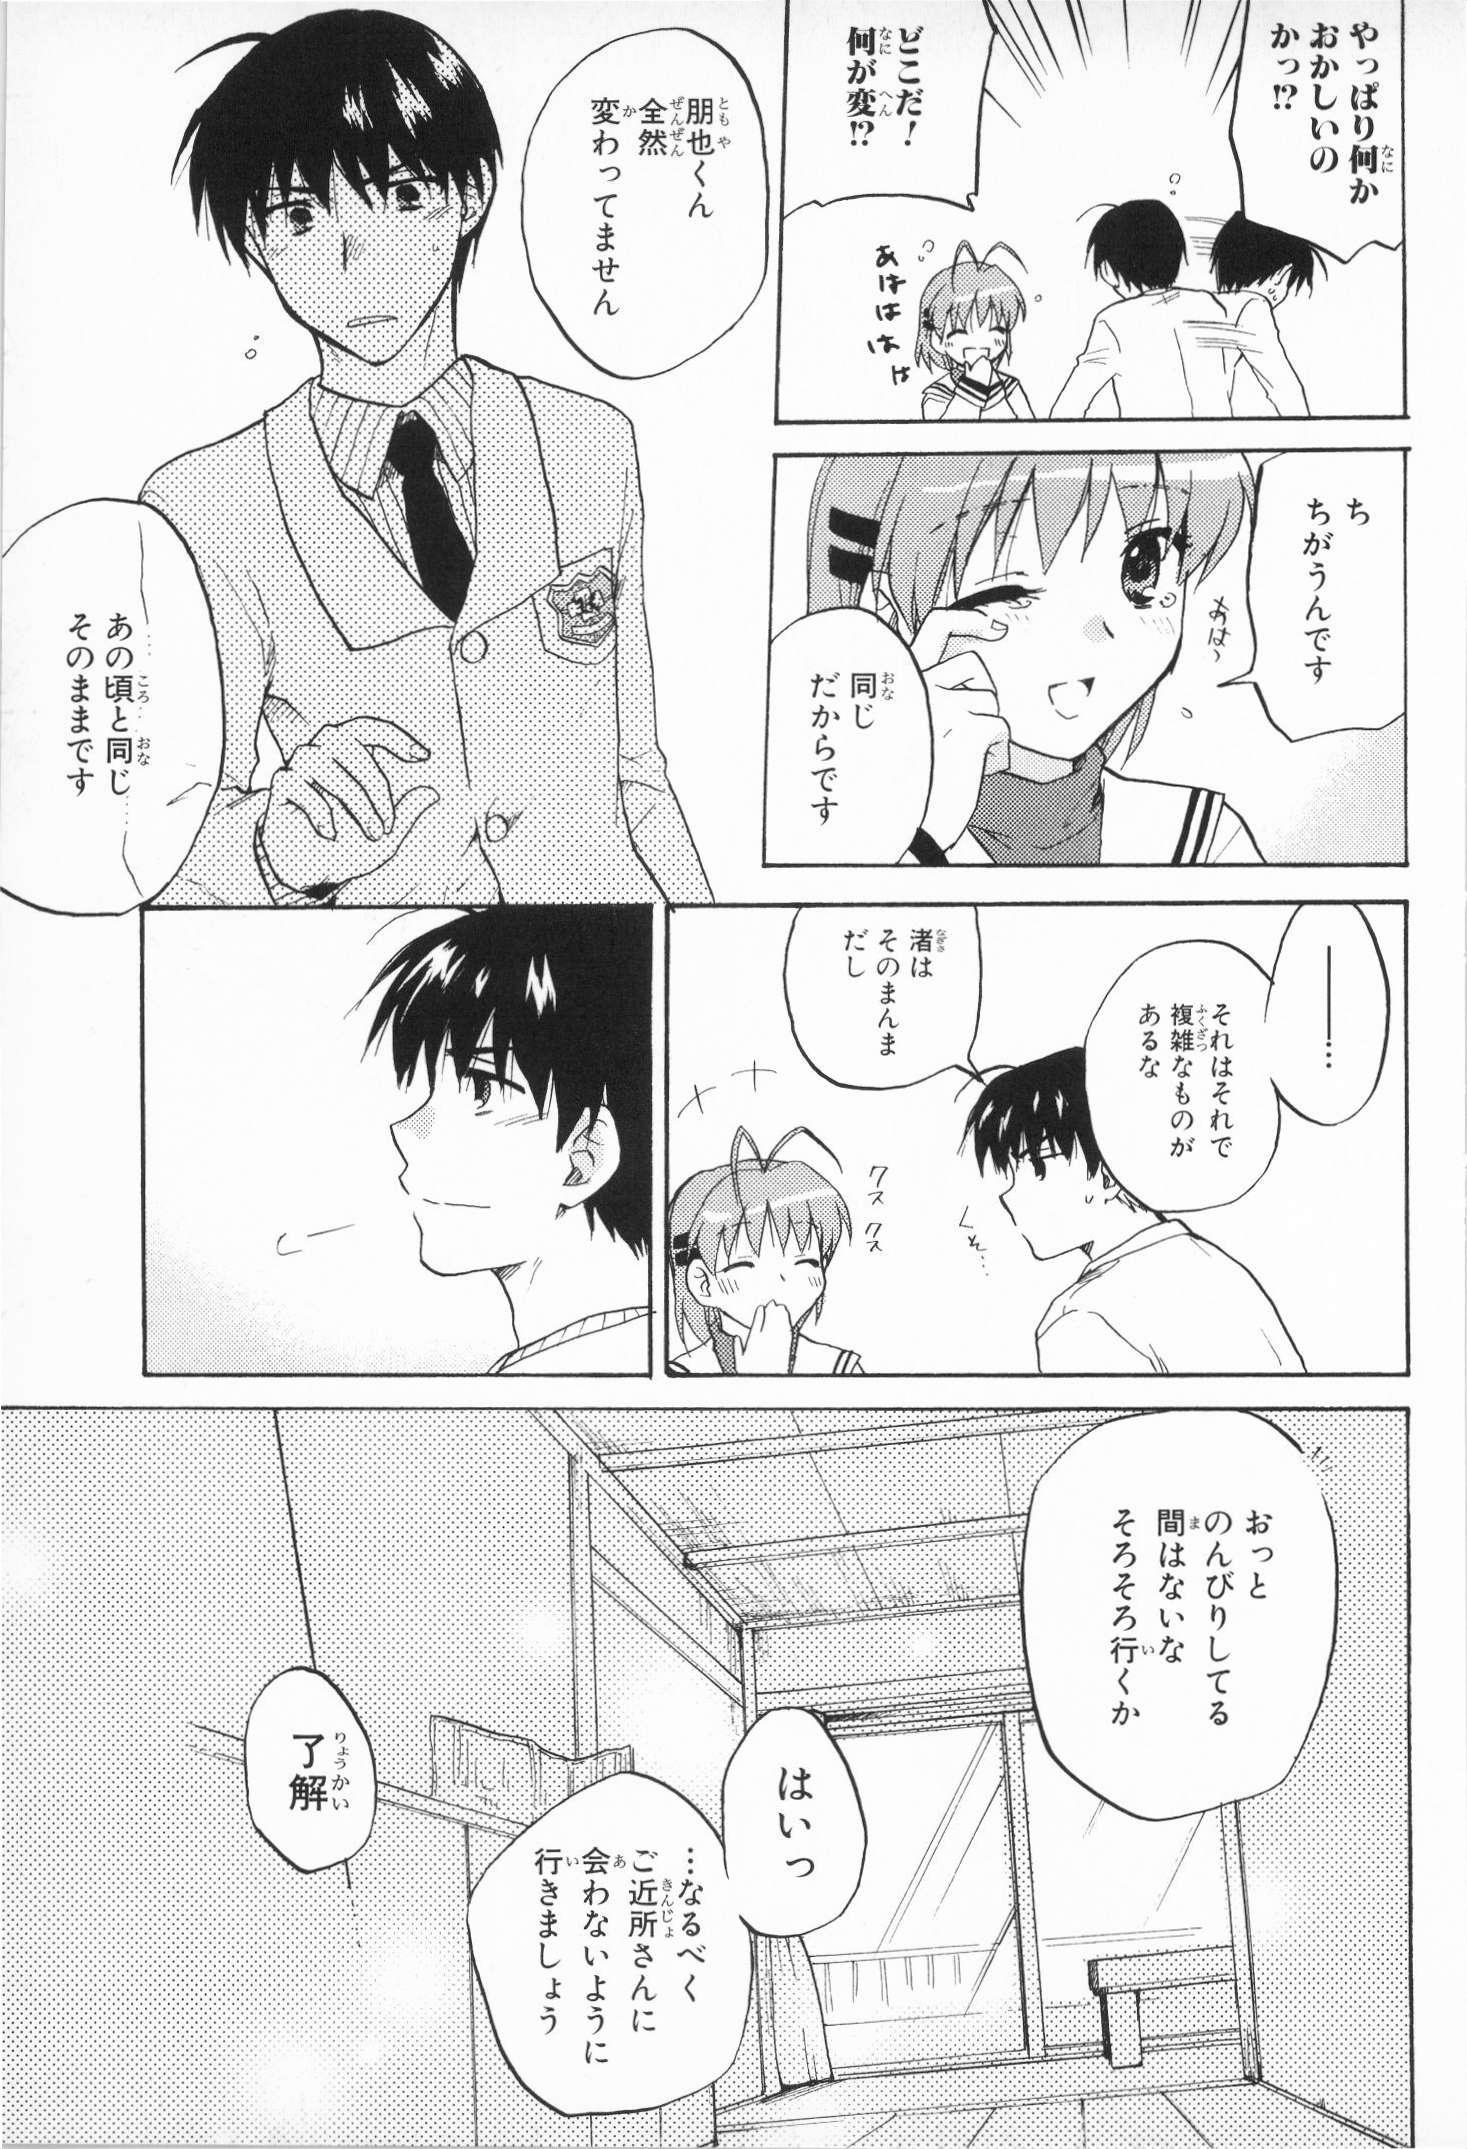 やっぱり何か
おかしいの
かっ!?
どこだ!
何が変!?
あはははは
ち
ちがうんです
あは~
同じ
だからです
朋也くん
全然
変わってません
あの頃と同じ
そのままです
――…
それはそれで
複雑なものが
あるな
渚は
そのまんま
だし
くそ…
クス
クス
おっと
のんびりしてる
間はないな
そろそろ行くか
はいっ
…なるべく
ご近所さんに
会わないように
行きましょう
了解